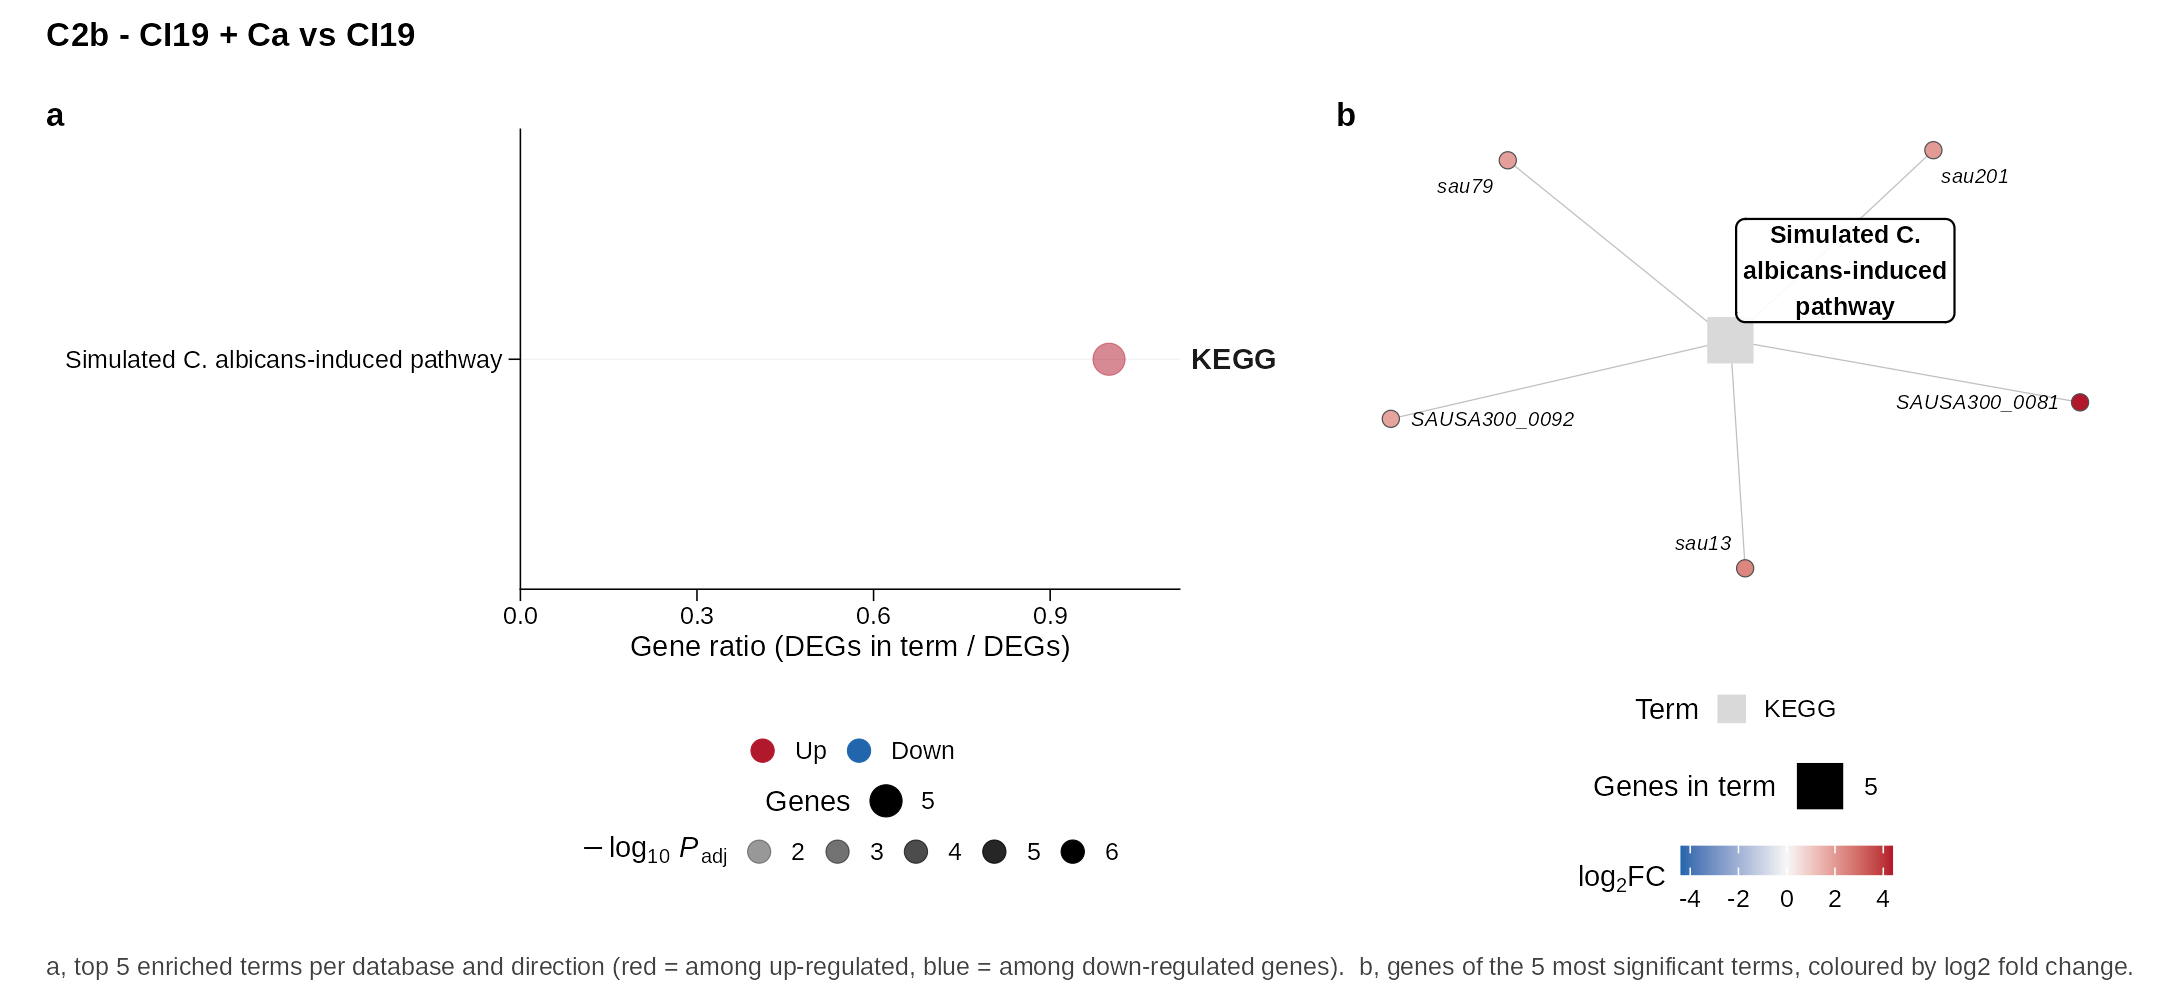 C2b - CI19 + Ca vs CI19
a
Simulated C. albicans-induced pathway
KEGG
0.0 0.3 0.6 0.9
Gene ratio (DEGs in term / DEGs)
Up Down
Genes 5
−log10 Padj 2 3 4 5 6
b
sau79
sau201
Simulated C.
albicans-induced
pathway
SAUSA300_0081
SAUSA300_0092
sau13
Term KEGG
Genes in term 5
log2FC
-4 -2 0 2 4
a, top 5 enriched terms per database and direction (red = among up-regulated, blue = among down-regulated genes).  b, genes of the 5 most significant terms, coloured by log2 fold change.